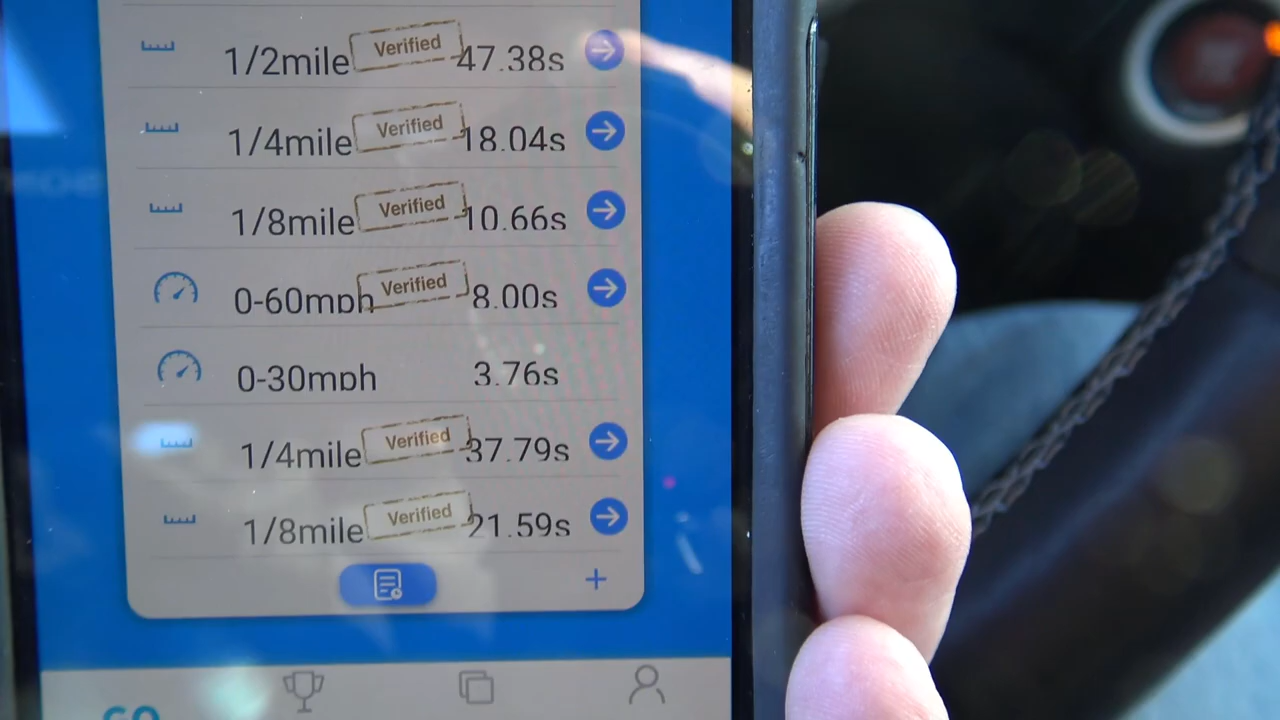 1/2mile Verified 47.38s
1/4mile Verified 18.04s
1/8mile Verified 10.66s
0-60mph Verified 8.00s
0-30mph 3.76s
1/4mile Verified 37.79s
1/8mile Verified 21.59s
GO